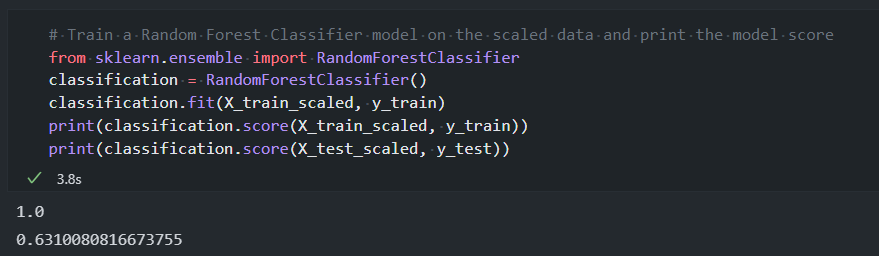 # Train a Random Forest Classifier model on the scaled data and print the model score
from sklearn.ensemble import RandomForestClassifier
classification = RandomForestClassifier()
classification.fit(X_train_scaled, y_train)
print(classification.score(X_train_scaled, y_train))
print(classification.score(X_test_scaled, y_test))
3.8s
1.0
0.6310080816673755